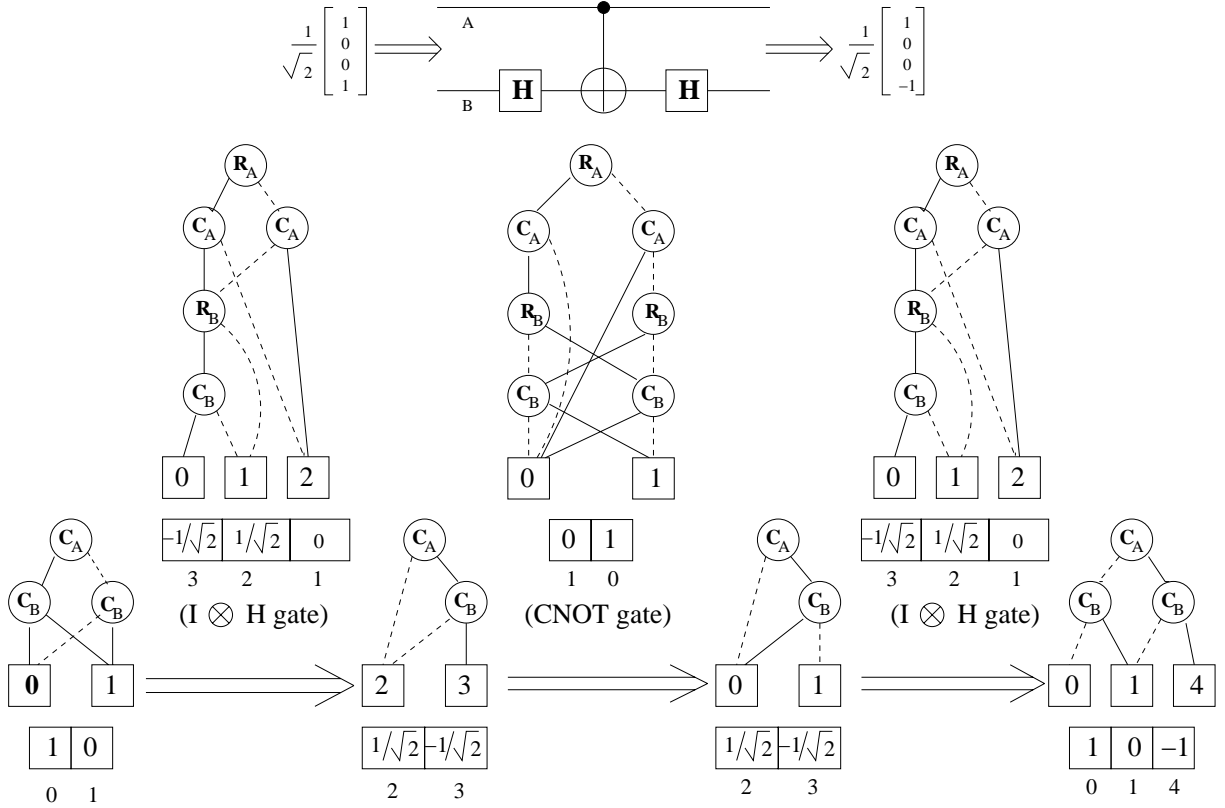 1/√2 [1 0 0 1] ⟹ A ⟹ 1/√2 [1 0 0 −1]
B H H
R_A R_A R_A
C_A C_A C_A C_A C_A C_A
R_B R_B R_B R_B
C_B C_B C_B C_B
0 1 2 0 1 0 1 2
−1/√2 1/√2 0 0 1 −1/√2 1/√2 0
3 2 1 1 0 3 2 1
C_A C_A C_A C_A
C_B C_B C_B C_B C_B C_B
(I ⊗ H gate) (CNOT gate) (I ⊗ H gate)
0 1 2 3 0 1 0 1 4
1 0 1/√2 −1/√2 1/√2 −1/√2 1 0 −1
0 1 2 3 2 3 0 1 4